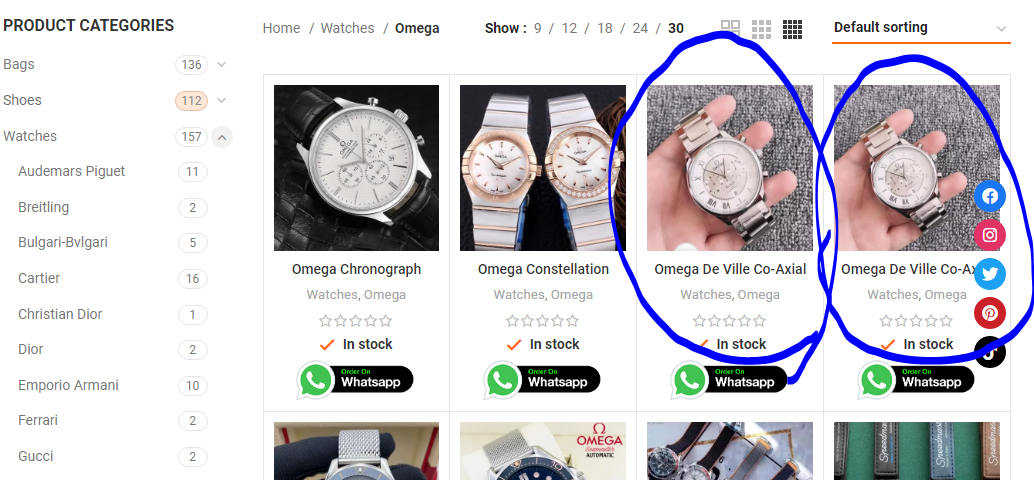 PRODUCT CATEGORIES
Bags 136
Shoes 112
Watches 157
Audemars Piguet 11
Breitling 2
Bulgari-Bvlgari 5
Cartier 16
Christian Dior 1
Dior 2
Emporio Armani 10
Ferrari 2
Gucci 2
Home / Watches / Omega
Show : 9 / 12 / 18 / 24 / 30
Default sorting
Omega Chronograph
Watches, Omega
In stock
Order On
Whatsapp
OMEGA
Omega Constellation
Watches, Omega
In stock
Order On
Whatsapp
Omega De Ville Co-Axial
Watches, Omega
In stock
Order On
Whatsapp
Omega De Ville Co-Ax
Watches, Omega
In stock
Order On
Whatsapp
OMEGA
Seamaster
AUTOMATIC
Speedmaster
Speedmaster